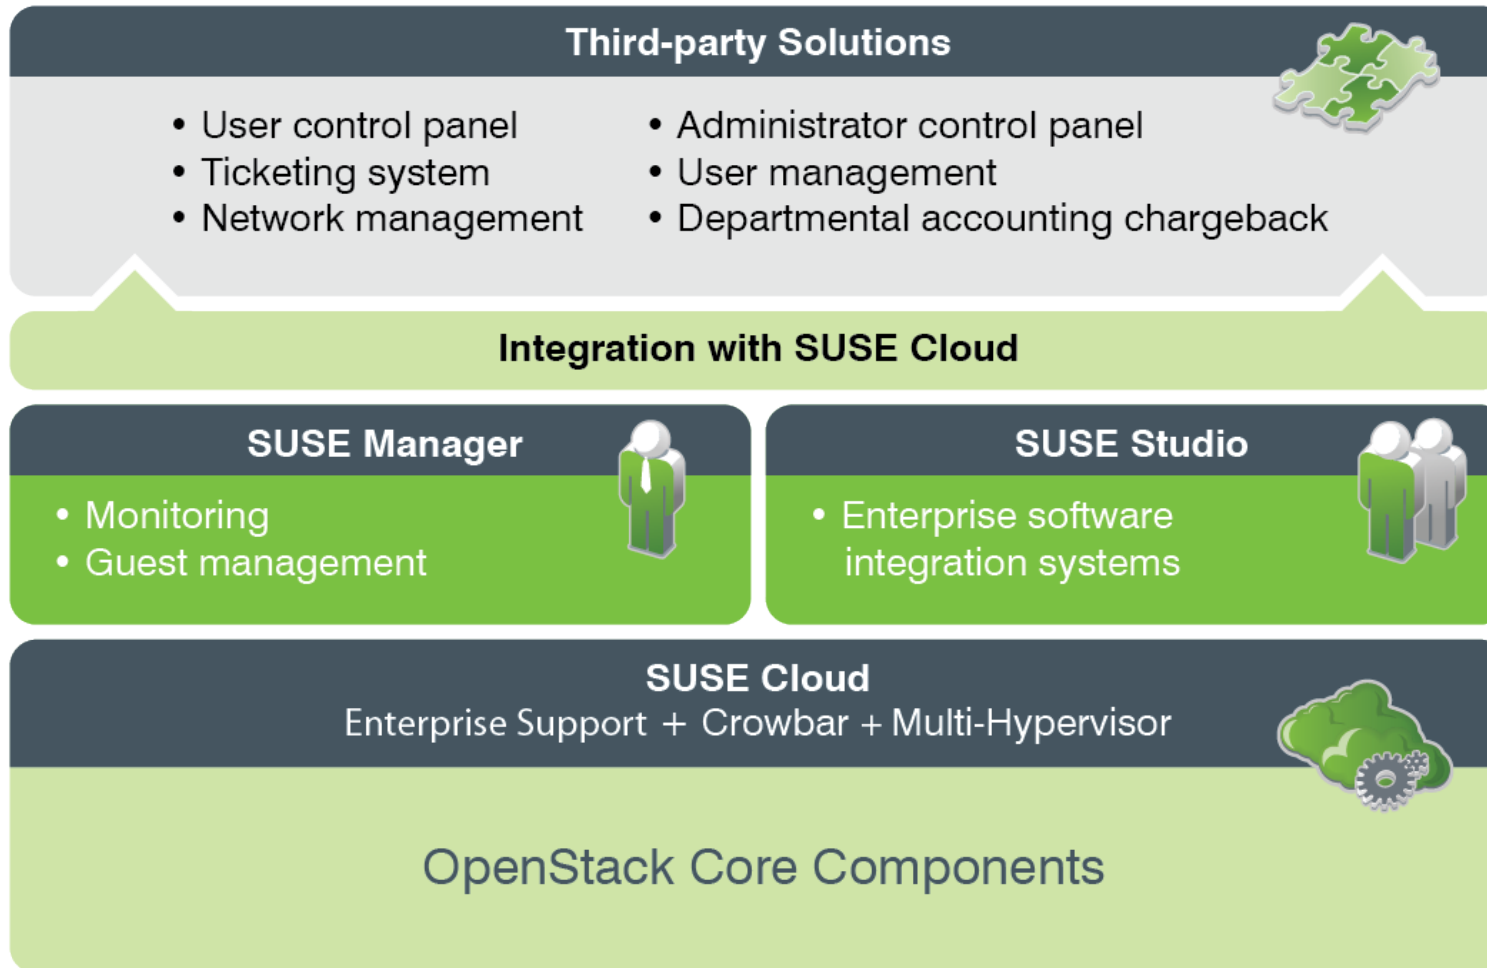 Third-party Solutions
• User control panel
• Ticketing system
• Network management
• Administrator control panel
• User management
• Departmental accounting chargeback
Integration with SUSE Cloud
SUSE Manager
• Monitoring
• Guest management
SUSE Studio
• Enterprise software
integration systems
SUSE Cloud
Enterprise Support + Crowbar + Multi-Hypervisor
OpenStack Core Components